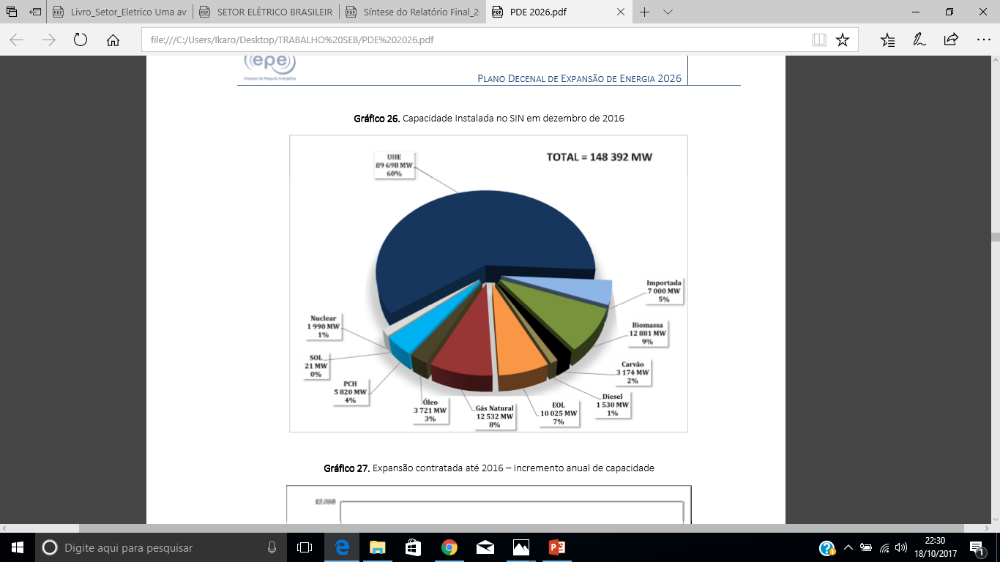 Livro_Setor_Eletrico Uma av
SETOR ELÉTRICO BRASILEIR
Síntese do Relatório Final_2
PDE 2026.pdf
file:///C:/Users/Ikaro/Desktop/TRABALHO%20SEB/PDE%202026.pdf
epe
Empresa de Pesquisa Energética
PLANO DECENAL DE EXPANSÃO DE ENERGIA 2026
Gráfico 26. Capacidade Instalada no SIN em dezembro de 2016
TOTAL = 148 392 MW
UHE
89 698 MW
60%
Importada
7 000 MW
5%
Biomassa
12 881 MW
9%
Carvão
3 174 MW
2%
Diesel
1 530 MW
1%
EOL
10 025 MW
7%
Gás Natural
12 532 MW
8%
Óleo
3 721 MW
3%
PCH
5 820 MW
4%
SOL
21 MW
0%
Nuclear
1 990 MW
1%
Gráfico 27. Expansão contratada até 2016 – Incremento anual de capacidade
Digite aqui para pesquisar
22:30
18/10/2017
1